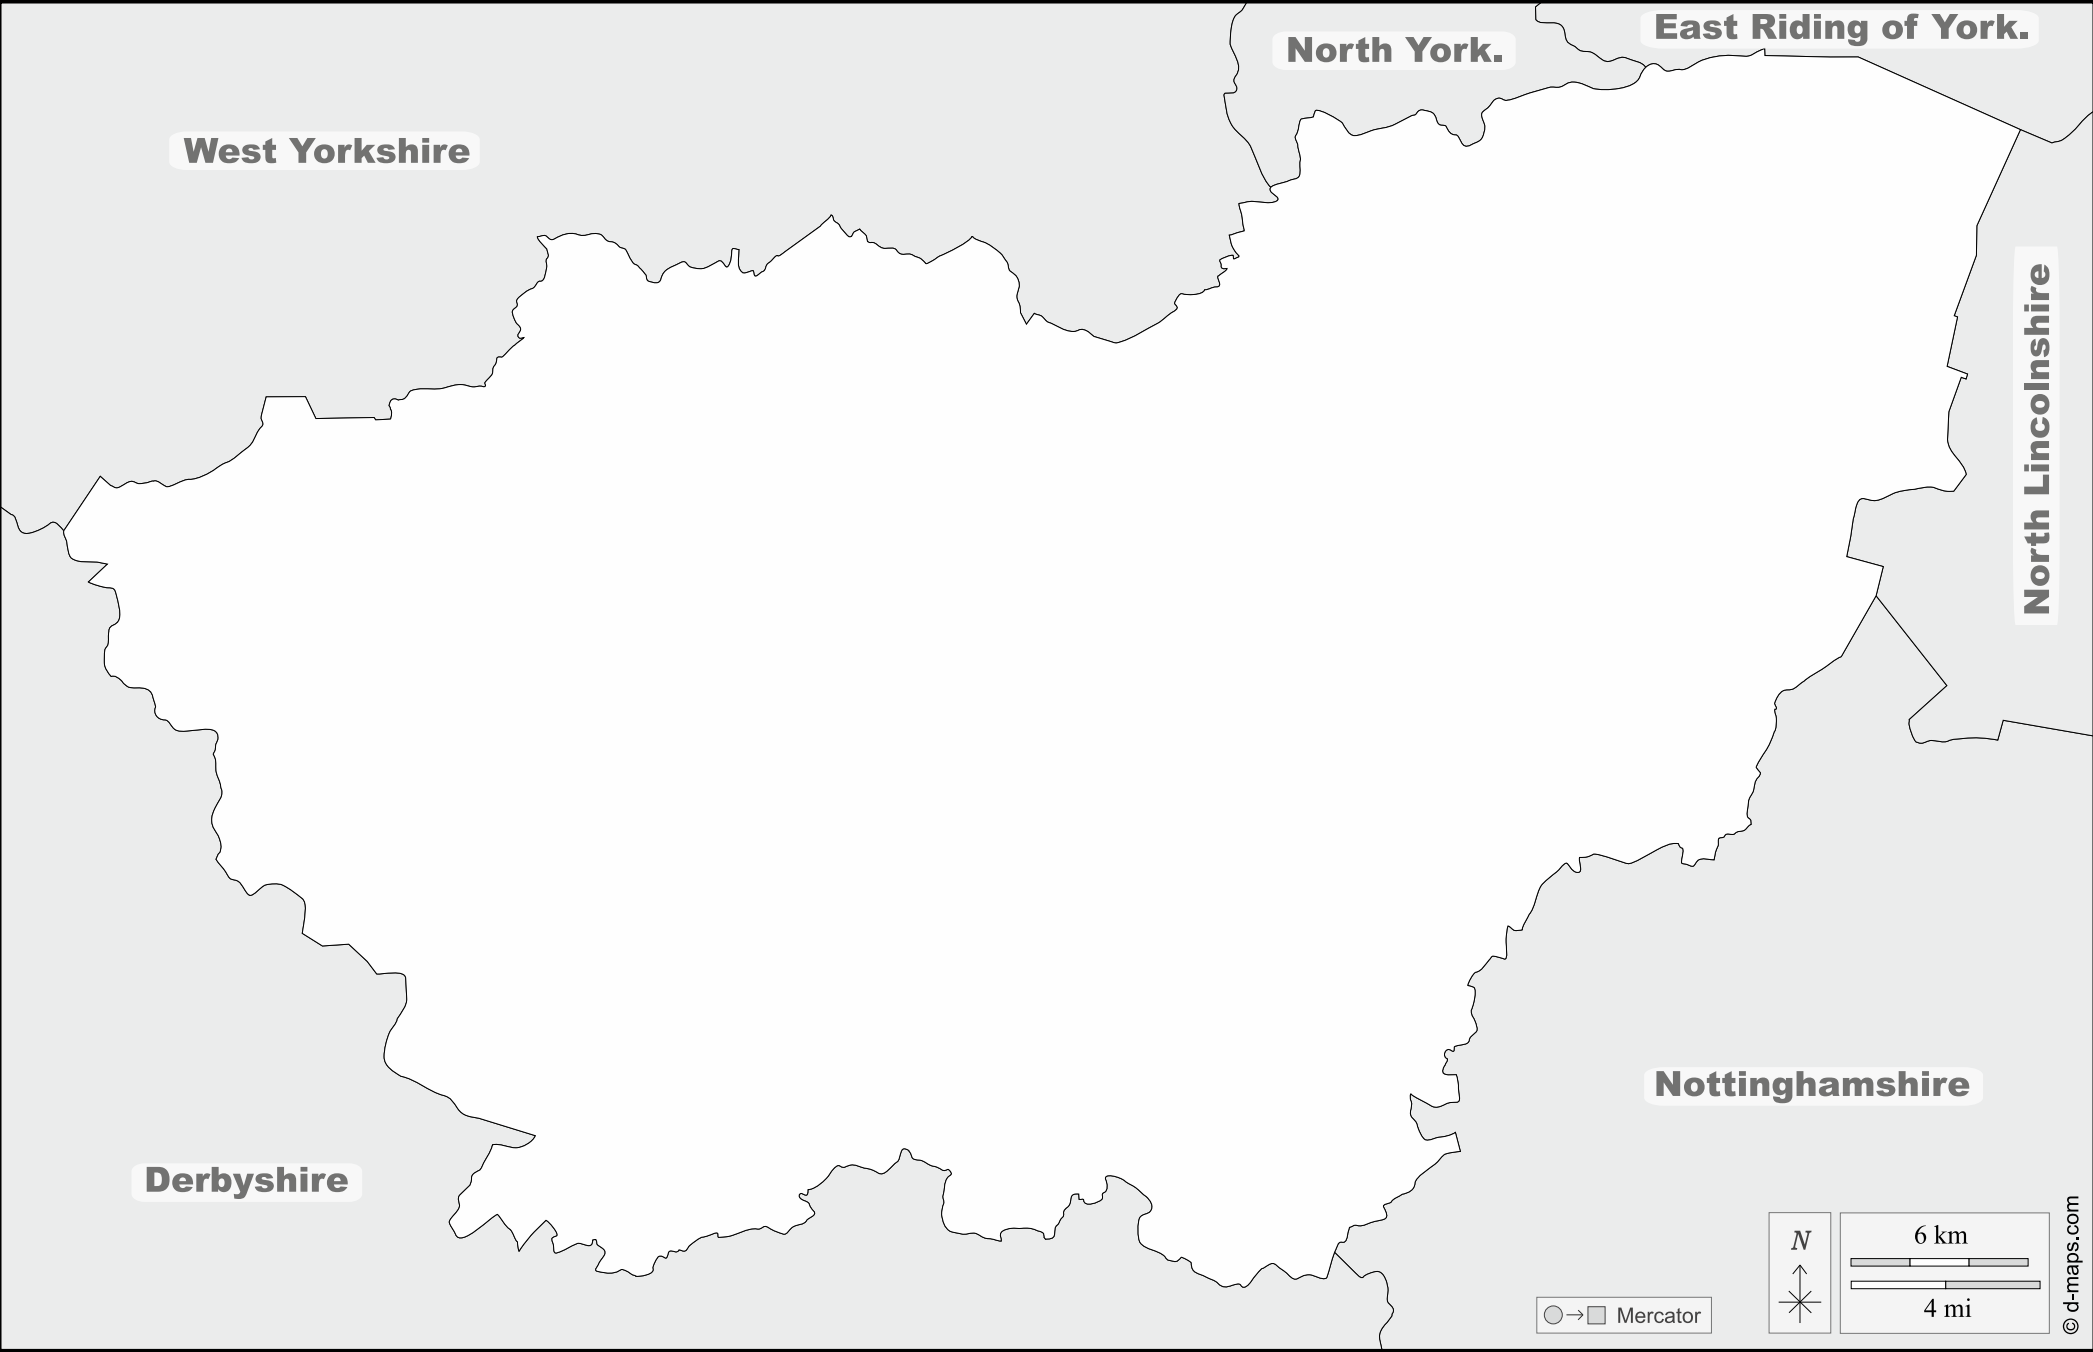 East Riding of York.
North York.
West Yorkshire
North Lincolnshire
Nottinghamshire
Derbyshire
N
6 km
4 mi
Mercator
© d-maps.com